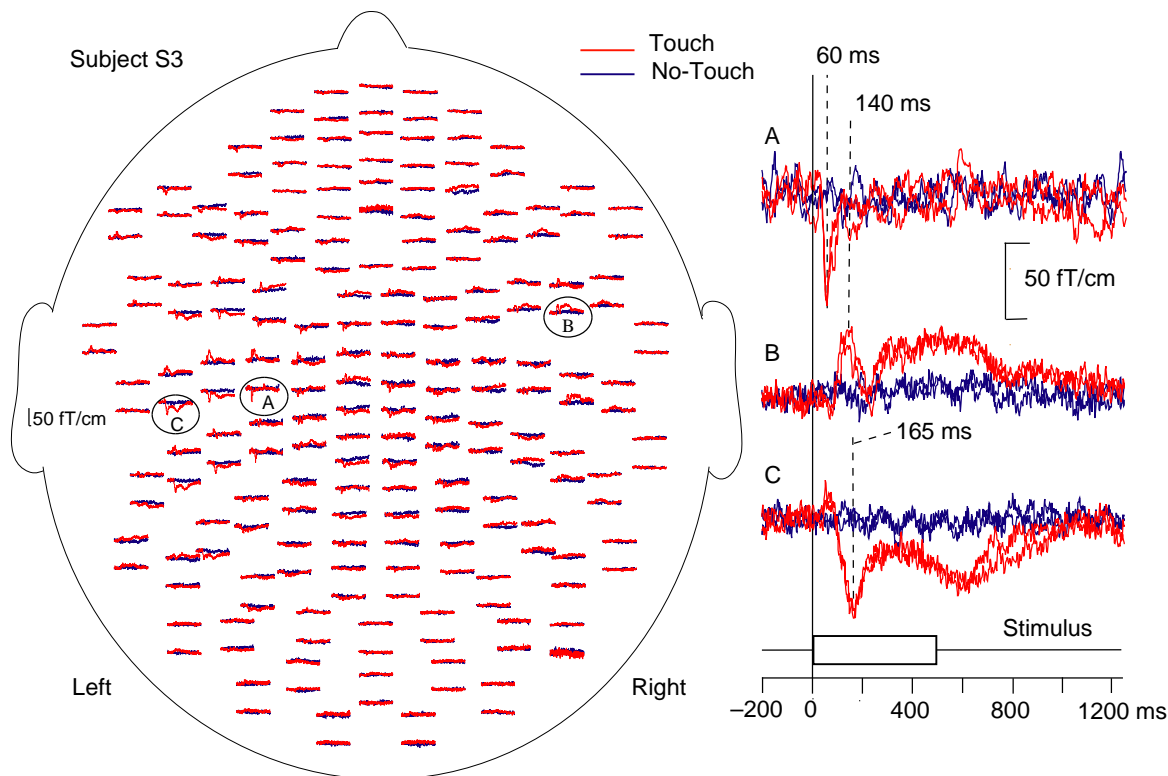 Subject S3
Touch
No-Touch
60 ms
140 ms
A
50 fT/cm
B
165 ms
C
Stimulus
–200 0 400 800 1200 ms
B
A
C
50 fT/cm
Left
Right